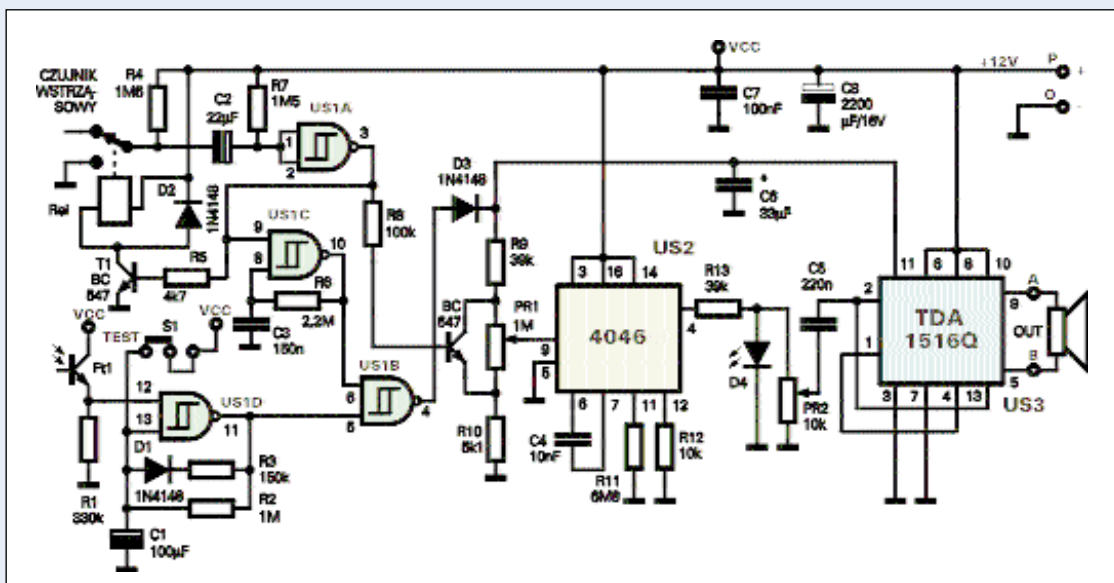 CZUJNIK
WSTRZĄ-
SOWY
R4
1M6
C2
22µF
R7
1M5
US1A
1
2
3
VCC
C7
100nF
C8
2200
µF/16V
+12V
P
+
O
-
Rel
D2
1N4148
US1C
9
8
10
R8
100k
D3
1N4148
C6
33µF
T1
BC
547
R5
4k7
R6
2,2M
C3
150n
R9
39k
BC
547
PR1
1M
US2
3
16
14
4046
9
5
4
6
7
11
12
R13
39k
C5
220n
11
6
8
10
2
1
TDA
1516Q
9
5
A
OUT
B
US3
3
7
4
13
VCC
TEST
S1
VCC
Ft1
12
13
US1D
11
US1B
6
5
4
D1
1N4148
R3
150k
R2
1M
R1
330k
C1
100µF
R10
5k1
C4
10nF
R11
6M8
R12
10k
D4
PR2
10k